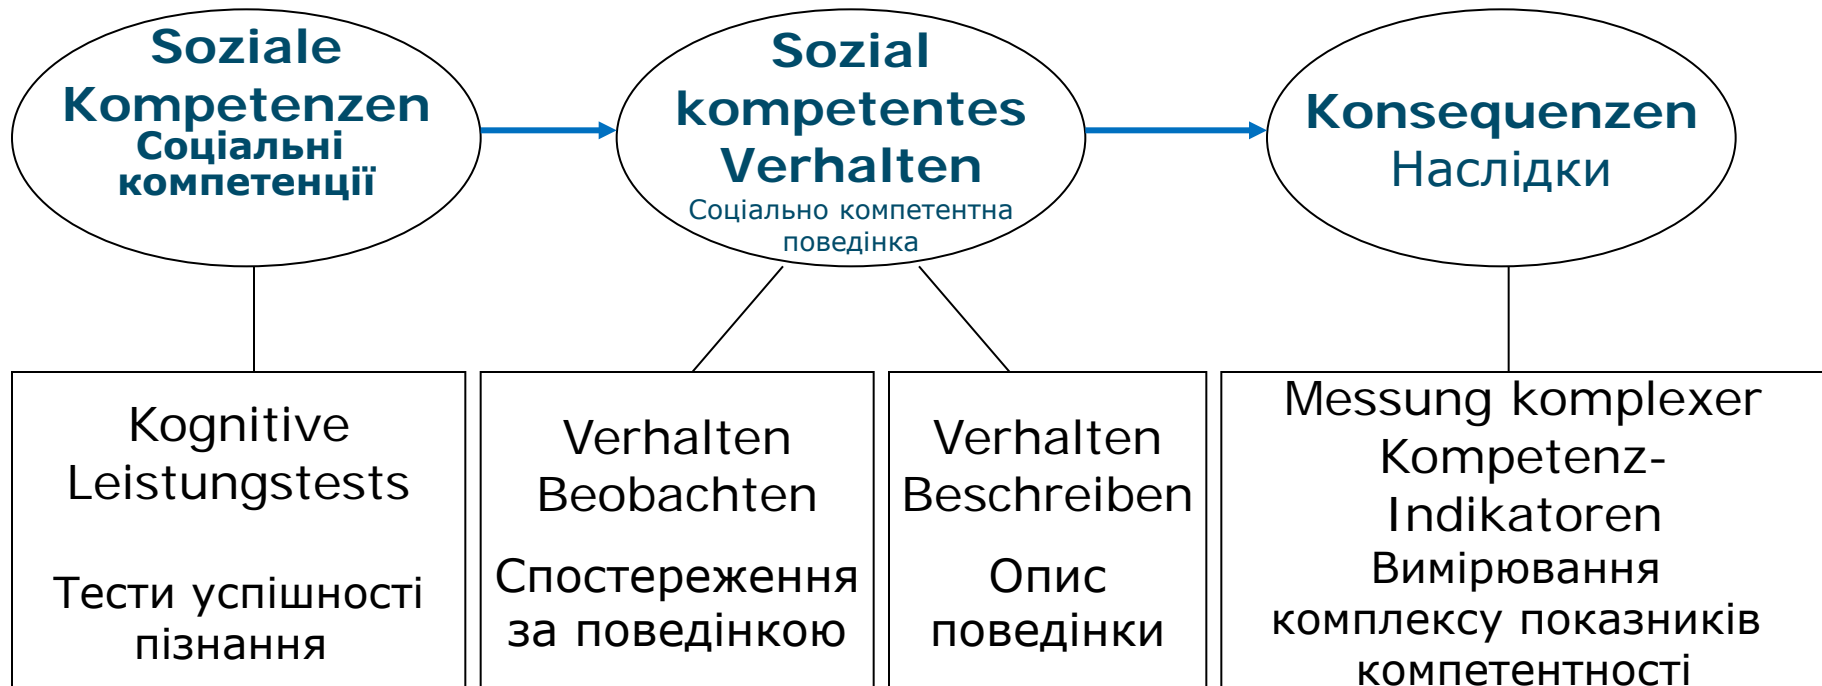 Soziale
Kompetenzen
Соціальні
компетенції
Sozial
kompetentes
Verhalten
Соціально компетентна
поведінка
Konsequenzen
Наслідки
Kognitive
Leistungstests
Тести успішності
пізнання
Verhalten
Beobachten
Спостереження
за поведінкою
Verhalten
Beschreiben
Опис
поведінки
Messung komplexer
Kompetenz-
Indikatoren
Вимірювання
комплексу показників
компетентності